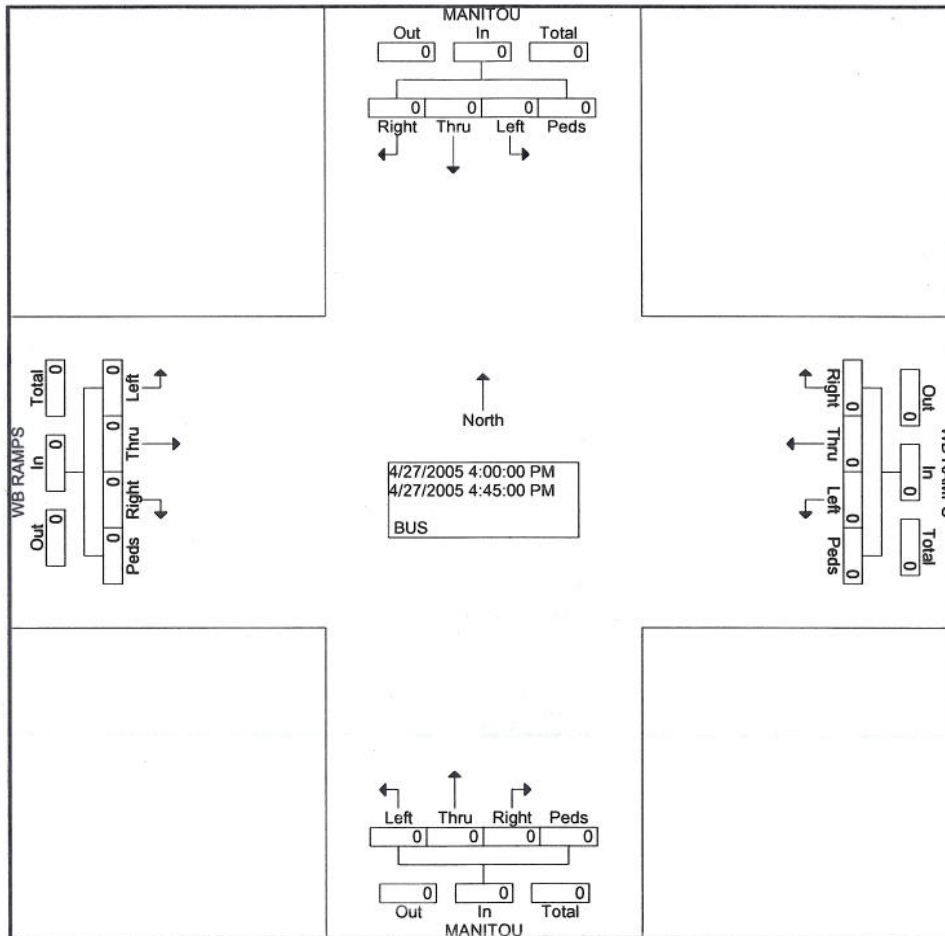 MANITOU
Out In Total
0 0 0
0 0 0 0
Right Thru Left Peds
North
4/27/2005 4:00:00 PM
4/27/2005 4:45:00 PM
BUS
WB RAMPS
Total In Out
0 0 0
0 0 0 0
Left Thru Right Peds
Right Thru Left Peds
0 0 0 0
Out In Total
0 0 0
Left Thru Right Peds
0 0 0 0
0 0 0
Out In Total
MANITOU